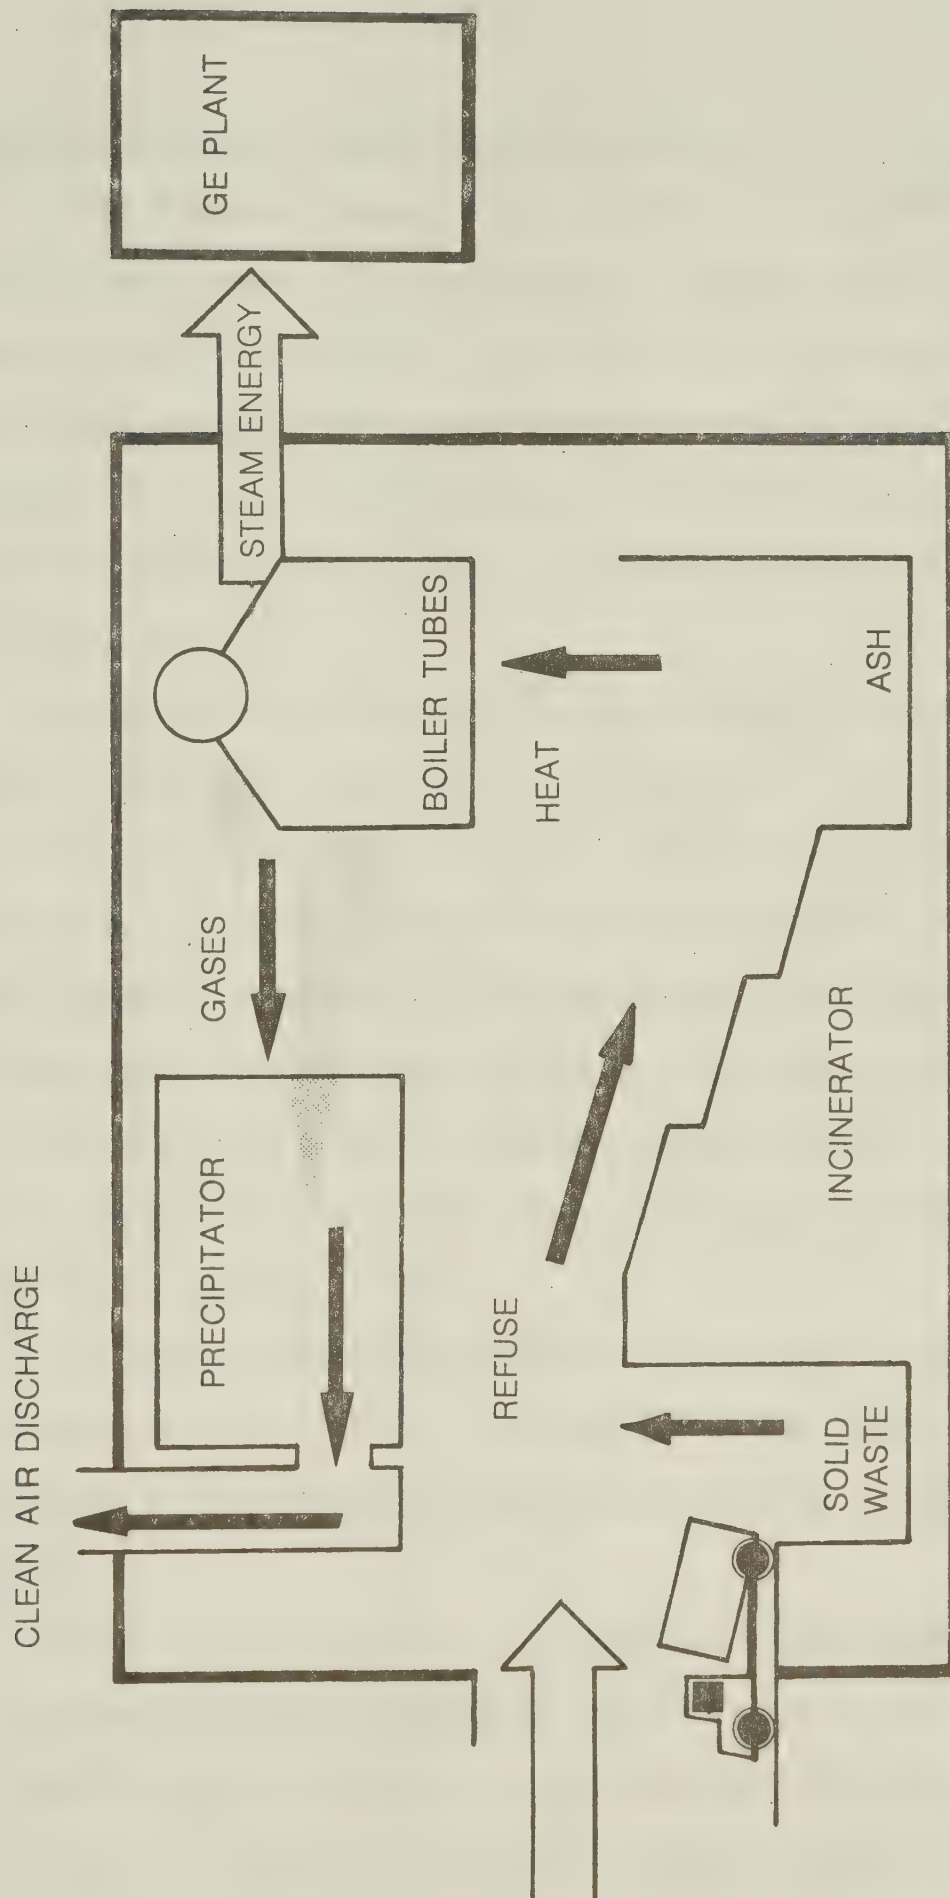 CLEAN AIR DISCHARGE
PRECIPITATOR
GASES
STEAM ENERGY
GE PLANT
BOILER TUBES
REFUSE
HEAT
SOLID
WASTE
INCINERATOR
ASH